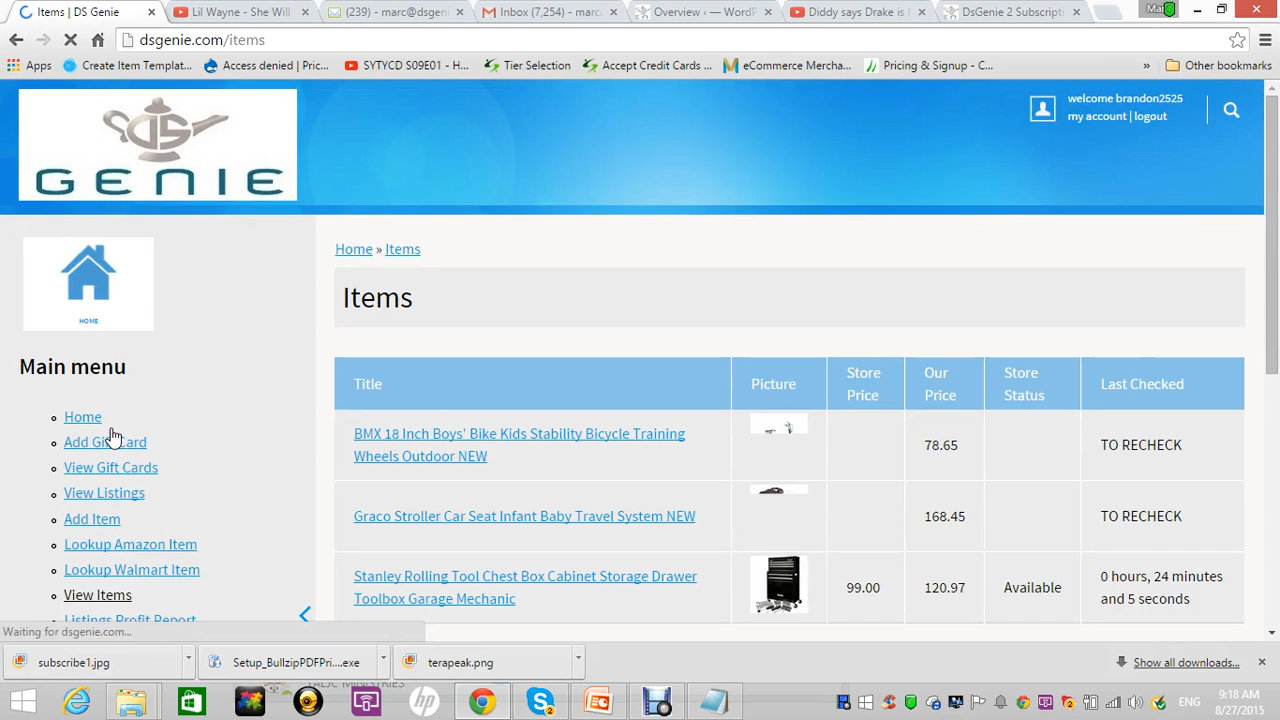 Items | DS Genie
Lil Wayne - She Will
(239) - marc@dsgeni
Inbox (7,254) - marc
Overview ‹ — WordP
Diddy says Drake is
DsGenie 2 Subscripti
dsgenie.com/items
Apps
Create Item Templat...
Access denied | Pric...
SYTYCD S09E01 - H...
Tier Selection
Accept Credit Cards ...
eCommerce Mercha...
Pricing & Signup - C...
»
Other bookmarks
DS
GENIE
welcome brandon2525
my account | logout
HOME
Main menu
Home
Add Gift Card
View Gift Cards
View Listings
Add Item
Lookup Amazon Item
Lookup Walmart Item
View Items
Listings Profit Report
Home » Items
Items
Title Picture Store Price Our Price Store Status Last Checked
BMX 18 Inch Boys' Bike Kids Stability Bicycle Training
Wheels Outdoor NEW
78.65 TO RECHECK
Graco Stroller Car Seat Infant Baby Travel System NEW 168.45 TO RECHECK
Stanley Rolling Tool Chest Box Cabinet Storage Drawer
Toolbox Garage Mechanic
99.00 120.97 Available
0 hours, 24 minutes
and 5 seconds
Waiting for dsgenie.com...
subscribe1.jpg
Setup_BullzipPDFPri....exe
terapeak.png
Show all downloads...
MINISTRIES
hp
ENG
9:18 AM
8/27/2015